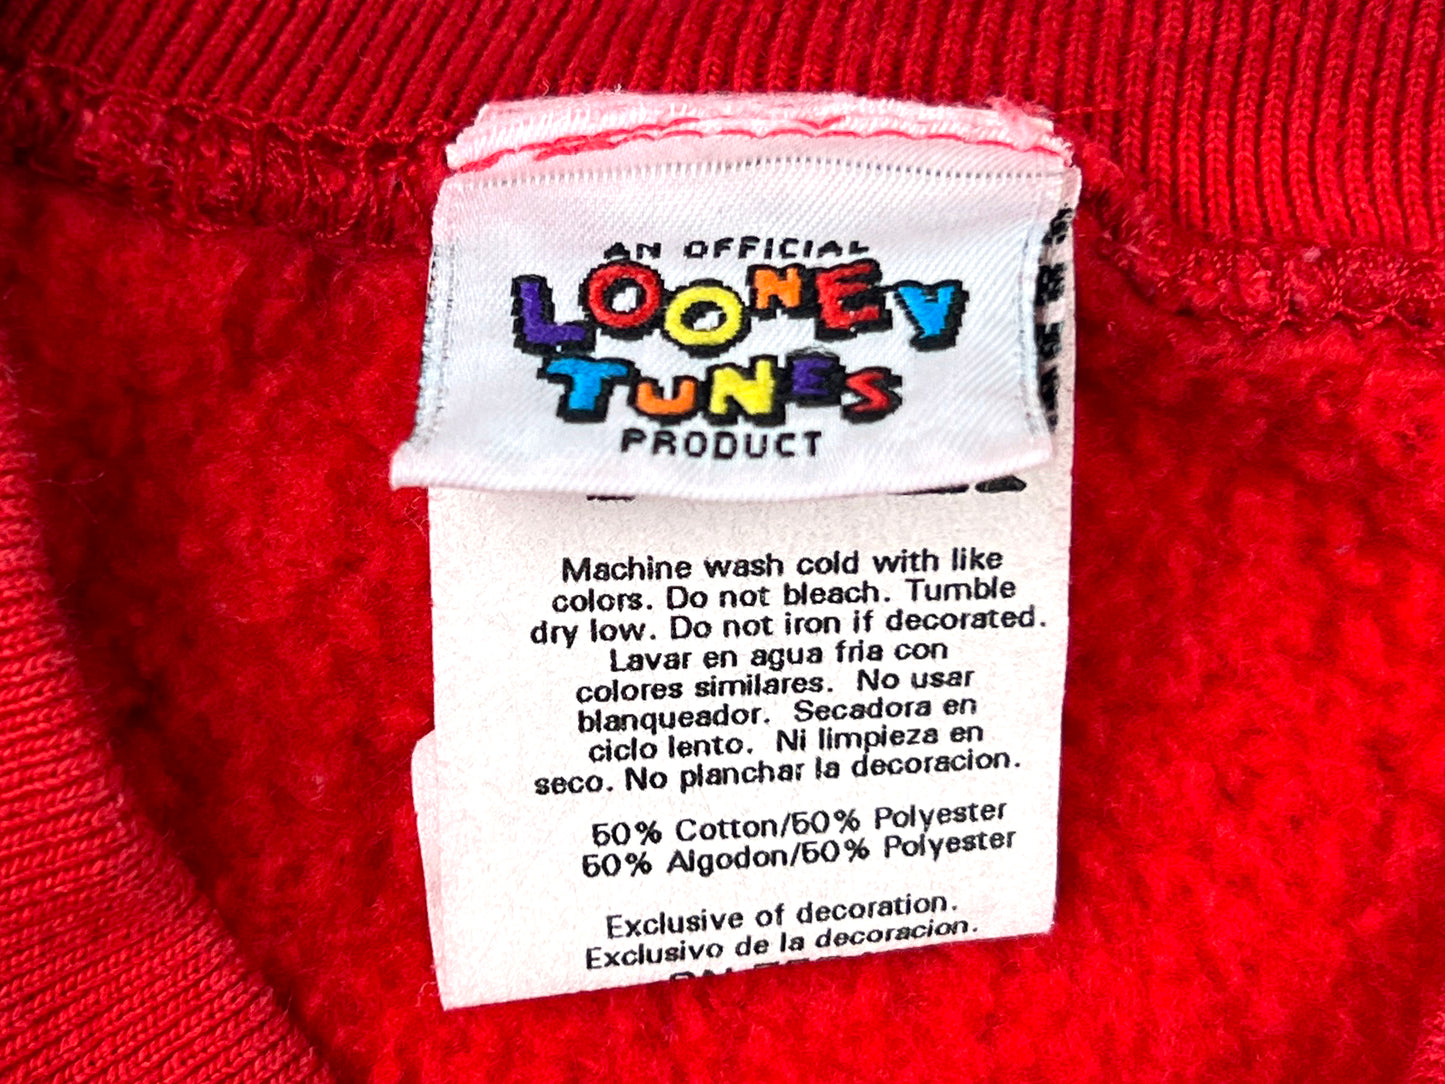 AN OFFICIAL
LOONEY
TUNES
PRODUCT
Machine wash cold with like
colors. Do not bleach. Tumble
dry low. Do not iron if decorated.
Lavar en agua fria con
colores similares. No usar
blanqueador. Secadora en
ciclo lento. Ni limpieza en
seco. No planchar la decoracion.
50% Cotton/50% Polyester
50% Algodon/50% Polyester
Exclusive of decoration.
Exclusivo de la decoracion.